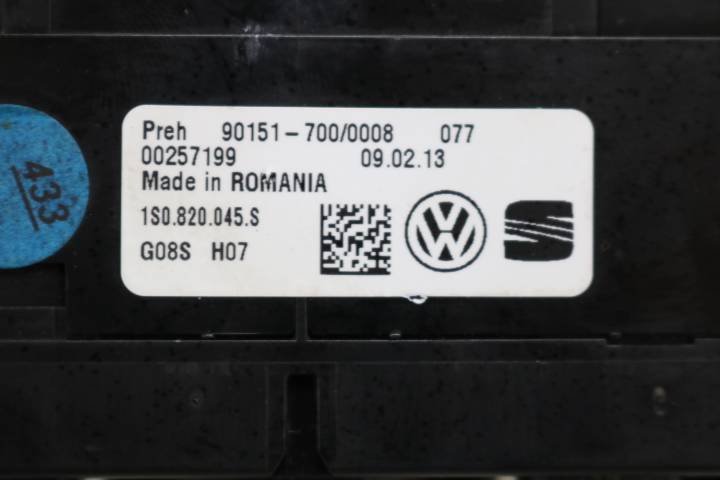 Preh 90151-700/0008 077
00257199 09.02.13
Made in ROMANIA
1S0.820.045.S
G08S H07
433